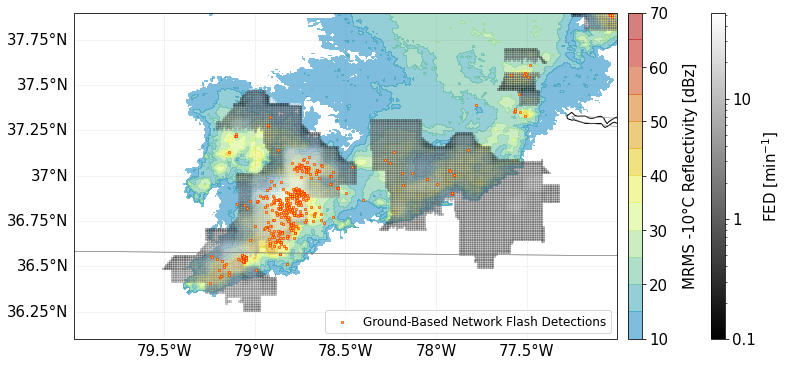 37.75°N
37.5°N
37.25°N
37°N
36.75°N
36.5°N
36.25°N
79.5°W
79°W
78.5°W
78°W
77.5°W
Ground-Based Network Flash Detections
70
60
50
40
30
20
10
MRMS -10°C Reflectivity [dBz]
10
1
0.1
FED [min⁻¹]